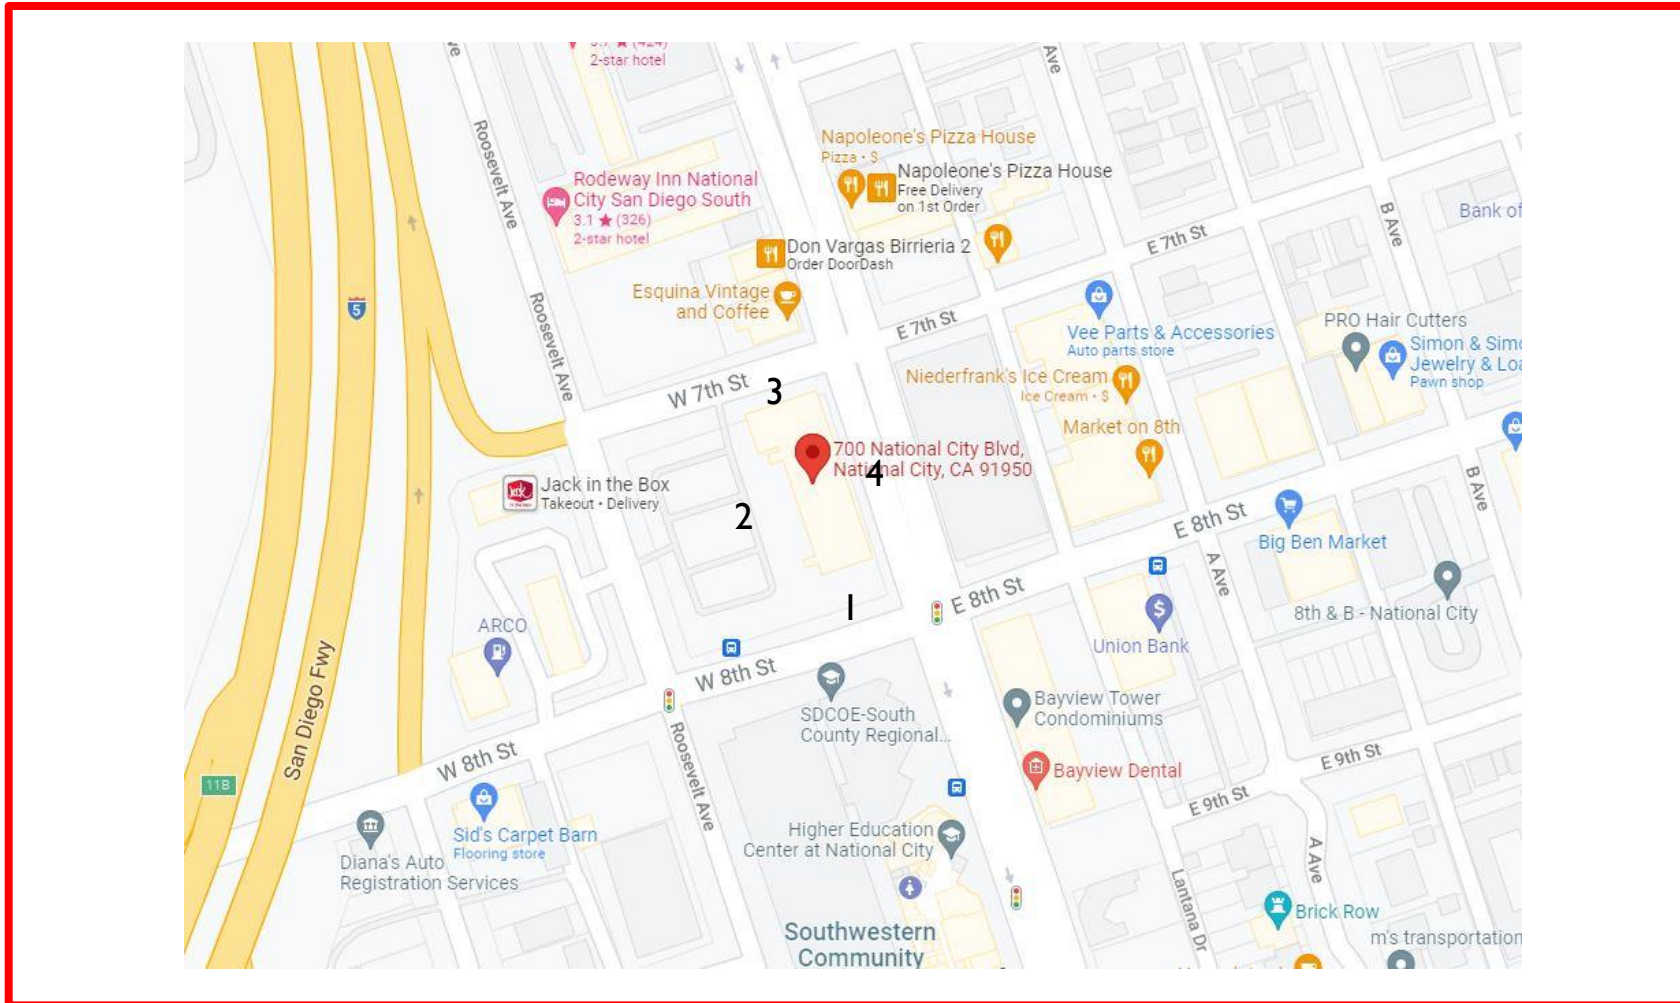 2-star hotel
Ave
Roosevelt Ave
Napoleone's Pizza House
Pizza • $
Napoleone's Pizza House
Free Delivery
on 1st Order
Rodeway Inn National
City San Diego South
3.1 ★ (326)
2-star hotel
B Ave
Bank of
E 7th St
Don Vargas Birrieria 2
Order DoorDash
Esquina Vintage
and Coffee
5
Roosevelt Ave
E 7th St
Vee Parts & Accessories
Auto parts store
PRO Hair Cutters
Simon & Sim
Jewelry & Lo
Pawn shop
W 7th St
3
Niederfrank's Ice Cream
Ice Cream • $
Market on 8th
700 National City Blvd,
National City, CA 91950
4
Jack in the Box
Takeout • Delivery
2
B Ave
E 8th St
Big Ben Market
A Ave
1
E 8th St
8th & B - National City
ARCO
Union Bank
San Diego Fwy
W 8th St
SDCOE-South
County Regional...
Bayview Tower
Condominiums
Roosevelt Ave
W 8th St
11B
Bayview Dental
E 9th St
E 9th St
Sid's Carpet Barn
Flooring store
Diana's Auto
Registration Services
Higher Education
Center at National City
A Ave
Lantana Dr
Brick Row
m's transportation
Southwestern
Community